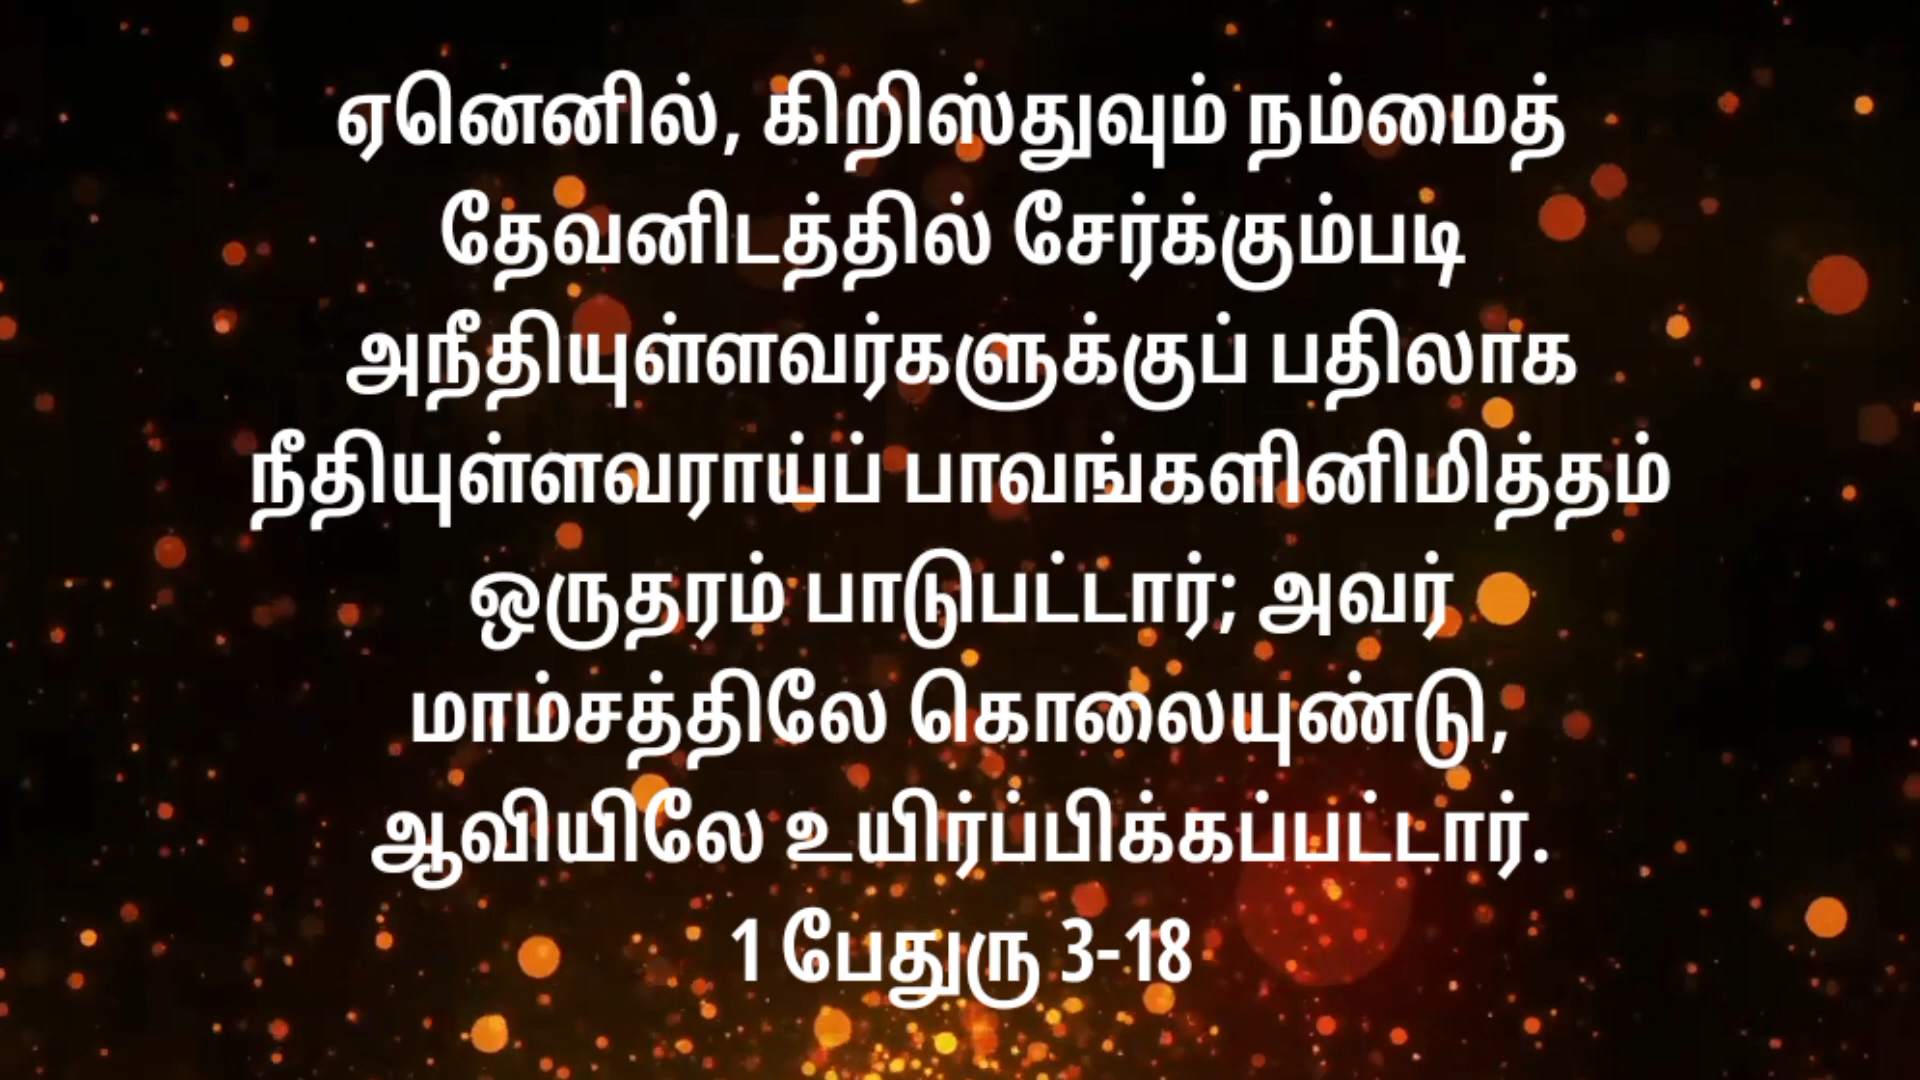 ஏனெனில், கிறிஸ்துவும் நம்மைத்
தேவனிடத்தில் சேர்க்கும்படி
அநீதியுள்ளவர்களுக்குப் பதிலாக
நீதியுள்ளவராய்ப் பாவங்களினிமித்தம்
ஒருதரம் பாடுபட்டார்; அவர்
மாம்சத்திலே கொலையுண்டு,
ஆவியிலே உயிர்ப்பிக்கப்பட்டார்.
1 பேதுரு 3-18